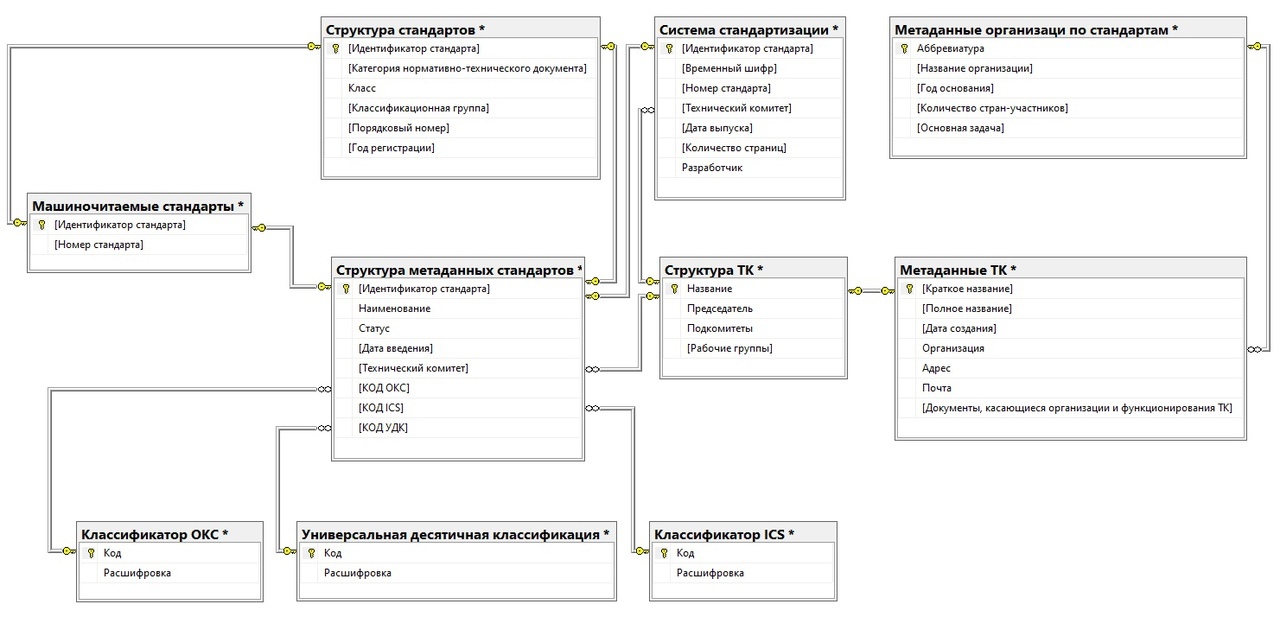 Структура стандартов *
[Идентификатор стандарта]
[Категория нормативно-технического документа]
Класс
[Классификационная группа]
[Порядковый номер]
[Год регистрации]
Система стандартизации *
[Идентификатор стандарта]
[Временный шифр]
[Номер стандарта]
[Технический комитет]
[Дата выпуска]
[Количество страниц]
Разработчик
Метаданные организаци по стандартам *
Аббревиатура
[Название организации]
[Год основания]
[Количество стран-участников]
[Основная задача]
Машиночитаемые стандарты *
[Идентификатор стандарта]
[Номер стандарта]
Структура метаданных стандартов *
[Идентификатор стандарта]
Наименование
Статус
[Дата введения]
[Технический комитет]
[КОД ОКС]
[КОД ICS]
[КОД УДК]
Структура ТК *
Название
Председатель
Подкомитеты
[Рабочие группы]
Метаданные ТК *
[Краткое название]
[Полное название]
[Дата создания]
Организация
Адрес
Почта
[Документы, касающиеся организации и функционирования ТК]
Классификатор ОКС *
Код
Расшифровка
Универсальная десятичная классификация *
Код
Расшифровка
Классификатор ICS *
Код
Расшифровка